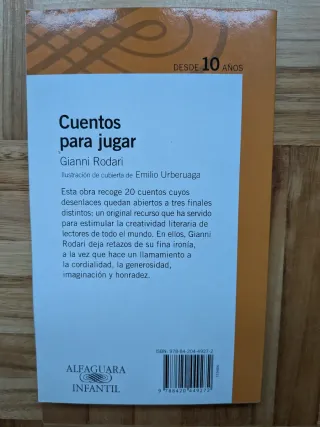 DESDE 10 AÑOS
Cuentos
para jugar
Gianni Rodari
Ilustración de cubierta de Emilio Urberuaga
Esta obra recoge 20 cuentos cuyos
desenlaces quedan abiertos a tres finales
distintos: un original recurso que ha servido
para estimular la creatividad literaria de
lectores de todo el mundo. En ellos, Gianni
Rodari deja retazos de su fina ironía,
a la vez que hace un llamamiento a
la cordialidad, la generosidad,
imaginación y honradez.
ALFAGUARA
INFANTIL